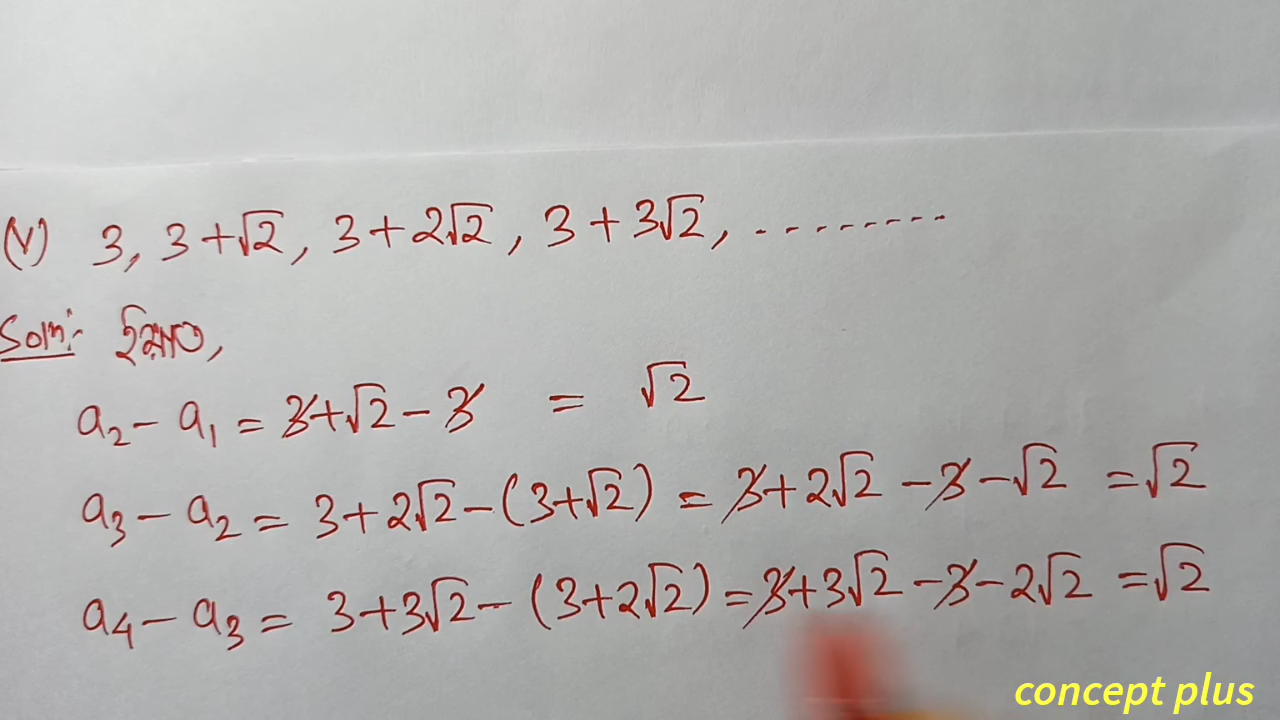 (V) 3, 3 + √2, 3 + 2√2, 3 + 3√2, ---------
Soln:- ইয়াত,
a₂ - a₁ = 3 + √2 - 3 = √2
a₃ - a₂ = 3 + 2√2 - (3 + √2) = 3 + 2√2 - 3 - √2 = √2
a₄ - a₃ = 3 + 3√2 - (3 + 2√2) = 3 + 3√2 - 3 - 2√2 = √2
concept plus